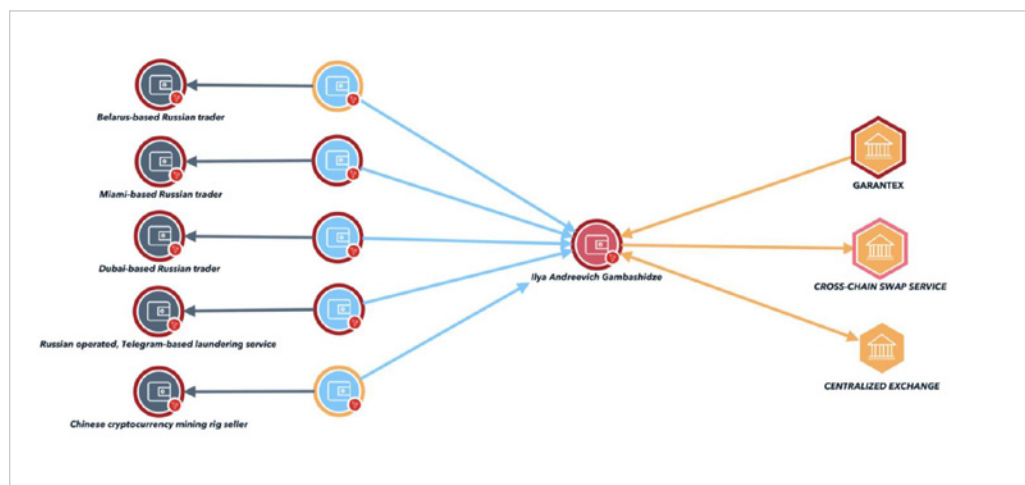 Belarus-based Russian trader
Miami-based Russian trader
Dubai-based Russian trader
Russian operated, Telegram-based laundering service
Chinese cryptocurrency mining rig seller
Ilya Andreevich Gambashidze
GARANTEX
CROSS-CHAIN SWAP SERVICE
CENTRALIZED EXCHANGE